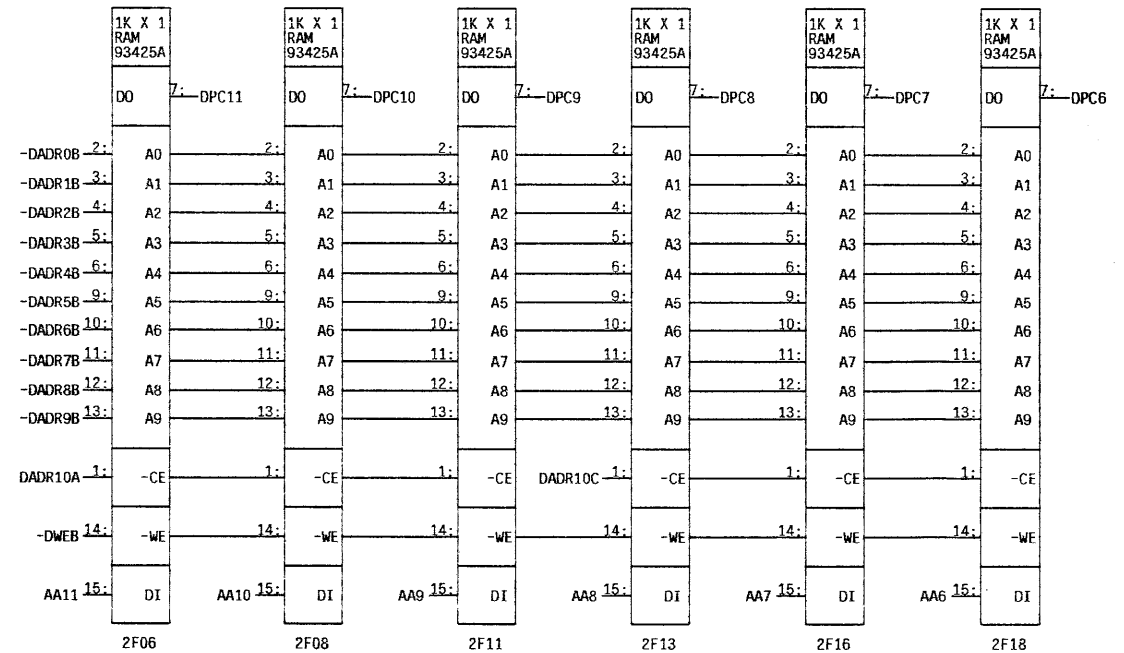 1K X 1 1K X 1 1K X 1 1K X 1 1K X 1 1K X 1
RAM RAM RAM RAM RAM RAM
93425A 93425A 93425A 93425A 93425A 93425A
DO 7: DPC11 DO 7: DPC10 DO 7: DPC9 DO 7: DPC8 DO 7: DPC7 DO 7: DPC6
-DADR0B 2: A0 2: A0 2: A0 2: A0 2: A0 2: A0
-DADR1B 3: A1 3: A1 3: A1 3: A1 3: A1 3: A1
-DADR2B 4: A2 4: A2 4: A2 4: A2 4: A2 4: A2
-DADR3B 5: A3 5: A3 5: A3 5: A3 5: A3 5: A3
-DADR4B 6: A4 6: A4 6: A4 6: A4 6: A4 6: A4
-DADR5B 9: A5 9: A5 9: A5 9: A5 9: A5 9: A5
-DADR6B 10: A6 10: A6 10: A6 10: A6 10: A6 10: A6
-DADR7B 11: A7 11: A7 11: A7 11: A7 11: A7 11: A7
-DADR8B 12: A8 12: A8 12: A8 12: A8 12: A8 12: A8
-DADR9B 13: A9 13: A9 13: A9 13: A9 13: A9 13: A9
DADR10A 1: -CE 1: -CE 1: -CE DADR10C 1: -CE 1: -CE 1: -CE
-DWEB 14: -WE 14: -WE 14: -WE 14: -WE 14: -WE 14: -WE
AA11 15: DI AA10 15: DI AA9 15: DI AA8 15: DI AA7 15: DI AA6 15: DI
2F06 2F08 2F11 2F13 2F16 2F18